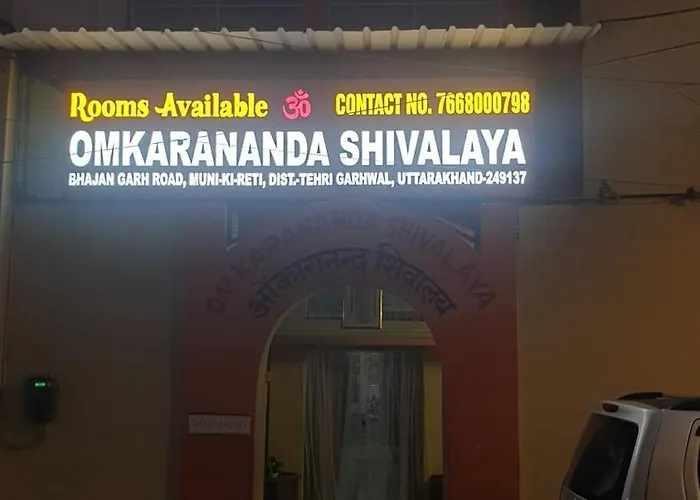 Rooms Available ॐ CONTACT NO. 7668000798
OMKARANANDA SHIVALAYA
BHAJAN GARH ROAD, MUNI-KI-RETI, DIST.-TEHRI GARHWAL, UTTARAKHAND-249137
OMKARANANDA SHIVALAYA
ओंकारानन्द शिवालय